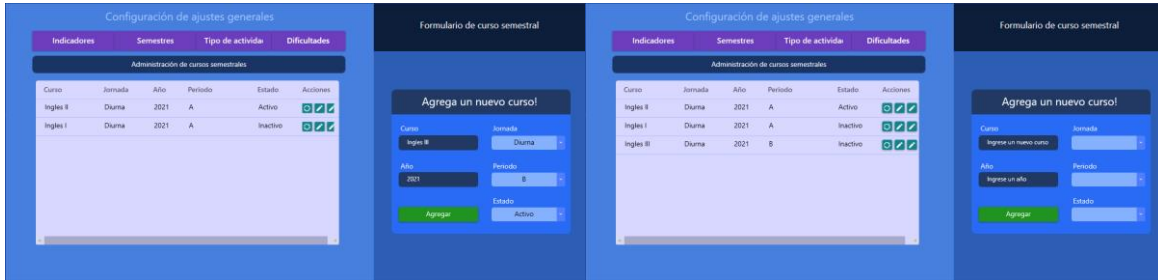 Configuración de ajustes generales
Indicadores Semestres Tipo de activida Dificultades
Administración de cursos semestrales
Curso Jornada Año Periodo Estado Acciones
Ingles II Diurna 2021 A Activo
Ingles I Diurna 2021 A Inactivo
Formulario de curso semestral
Agrega un nuevo curso!
Curso Jornada
Ingles III Diurna
Año Periodo
2021 B
Estado
Agregar Activo
Configuración de ajustes generales
Indicadores Semestres Tipo de activida Dificultades
Administración de cursos semestrales
Curso Jornada Año Periodo Estado Acciones
Ingles II Diurna 2021 A Activo
Ingles I Diurna 2021 A Inactivo
Ingles III Diurna 2021 B Inactivo
Formulario de curso semestral
Agrega un nuevo curso!
Curso Jornada
Ingrese un nuevo curso
Año Periodo
Ingrese un año
Estado
Agregar